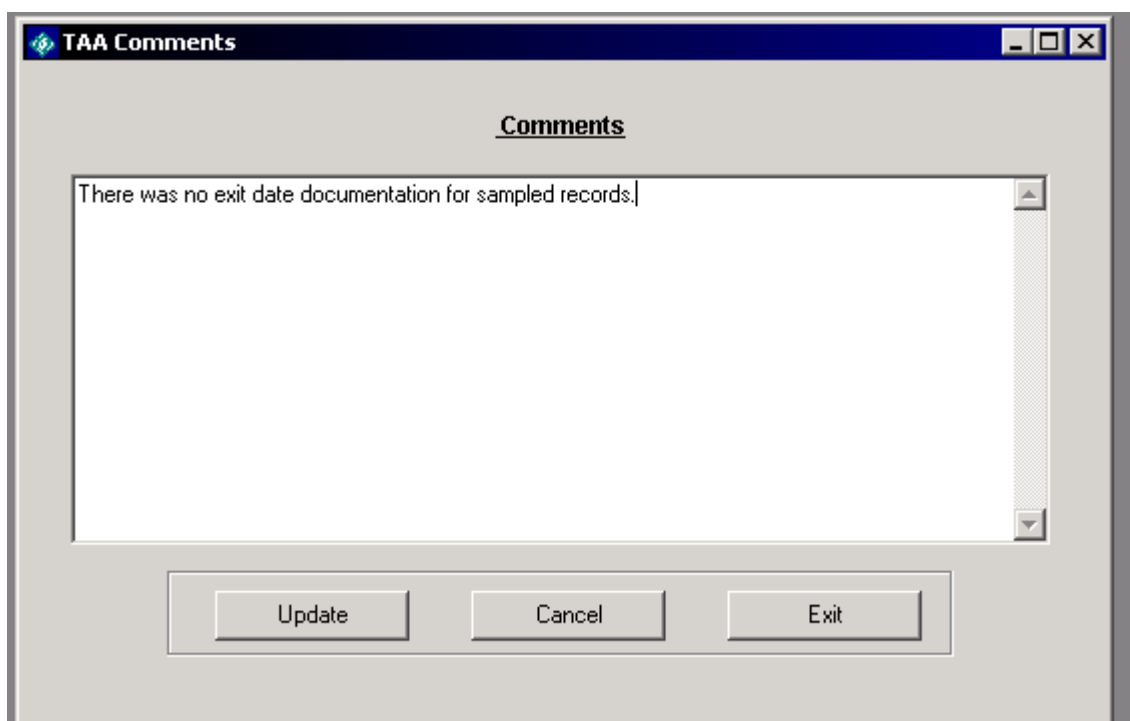 TAA Comments
Comments
There was no exit date documentation for sampled records.
Update Cancel Exit